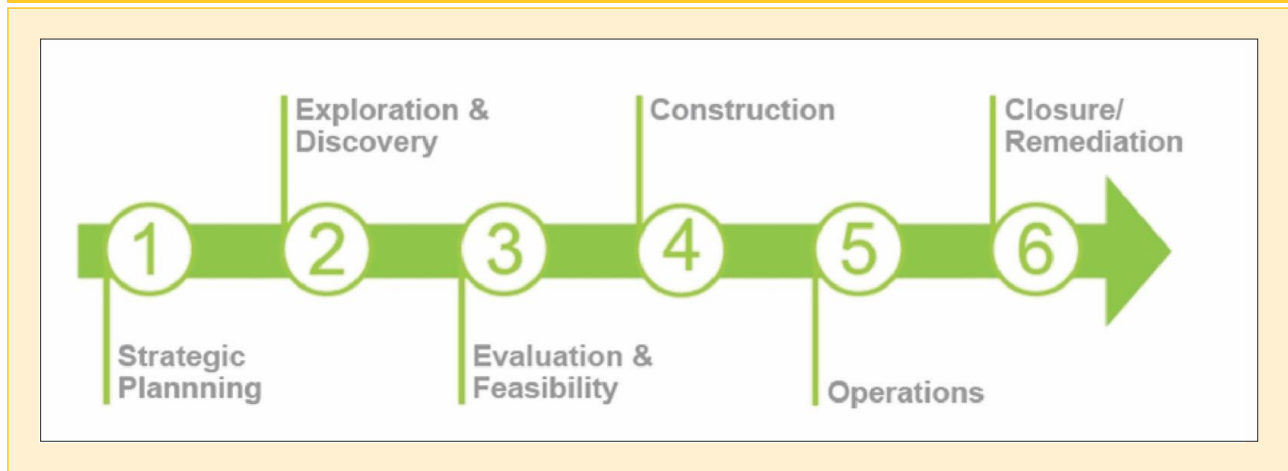 Exploration &
Discovery
Construction
Closure/
Remediation
1
2
3
4
5
6
Strategic
Plannning
Evaluation &
Feasibility
Operations